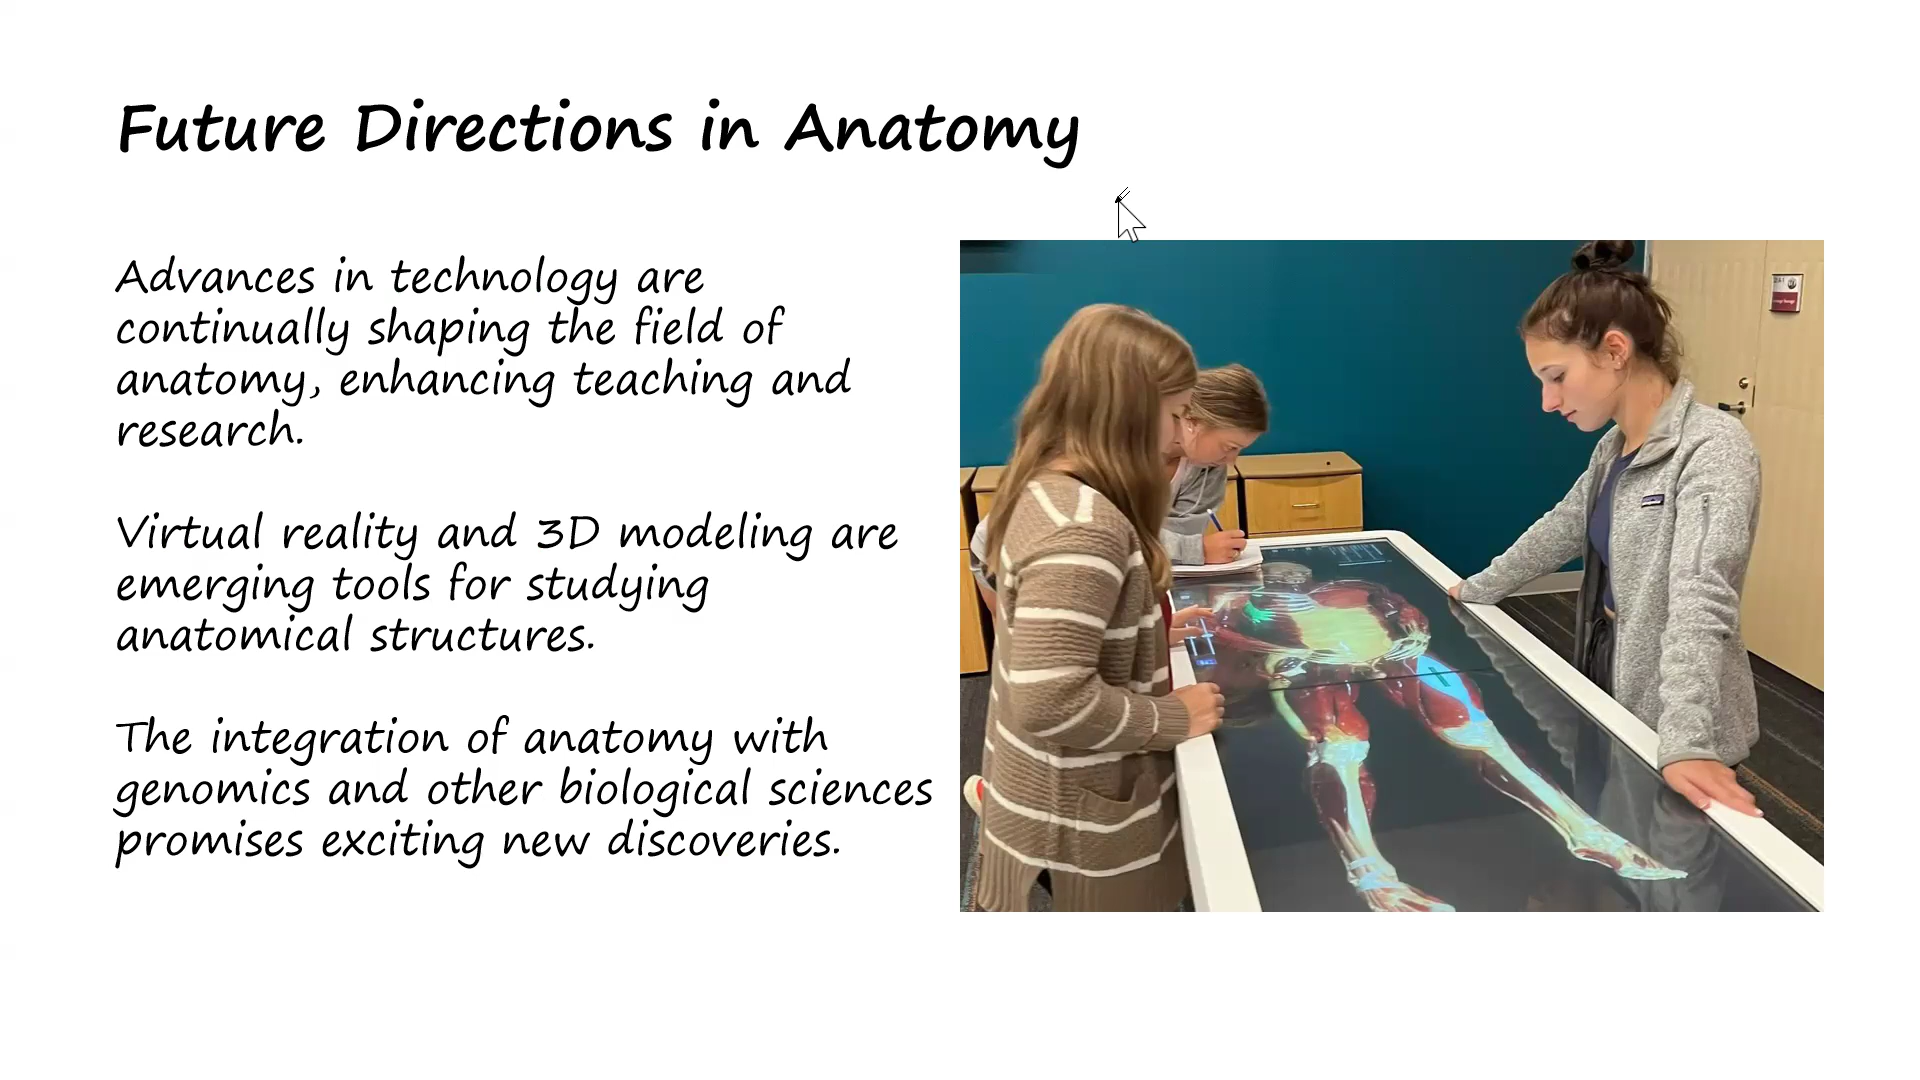 Future Directions in Anatomy
Advances in technology are
continually shaping the field of
anatomy, enhancing teaching and
research.
Virtual reality and 3D modeling are
emerging tools for studying
anatomical structures.
The integration of anatomy with
genomics and other biological sciences
promises exciting new discoveries.